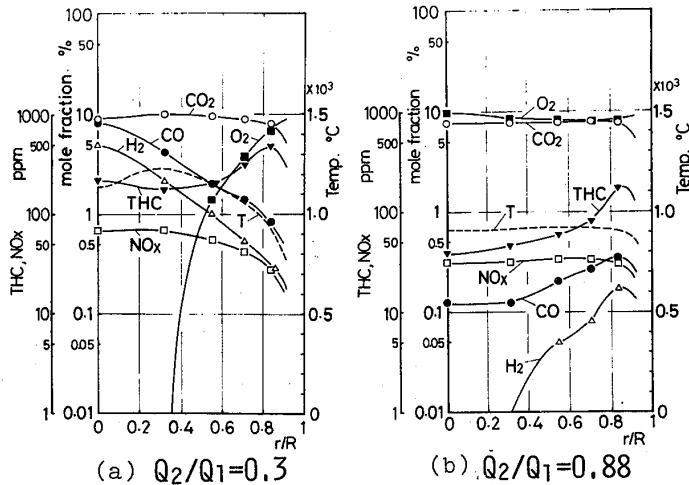 100
50
%
mole fraction
1000
500
ppm
100
50
THC, NOx
10
5
1
10
5
1
0.5
0.1
0.05
0.01
CO2
CO
O2
H2
THC
T
NOx
×10³
1.5
1.0
0.5
0
Temp. °C
0 0.2 0.4 0.6 0.8 1
r/R
(a) Q2/Q1=0.3
100
50
%
mole fraction
1000
500
ppm
100
50
THC, NOx
10
5
1
10
5
1
0.5
0.1
0.05
0.01
O2
CO2
THC
T
NOx
CO
H2
×10³
1.5
1.0
0.5
0
Temp. °C
0 0.2 0.4 0.6 0.8 1
r/R
(b) Q2/Q1=0.88